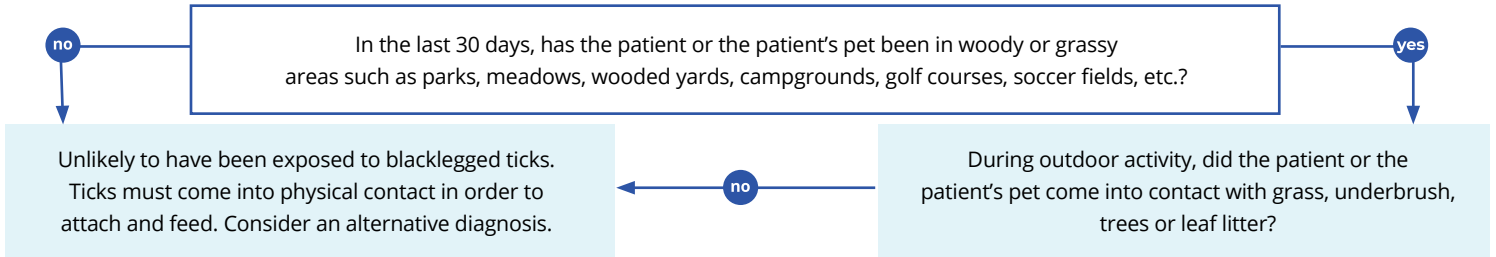 no
In the last 30 days, has the patient or the patient’s pet been in woody or grassy
areas such as parks, meadows, wooded yards, campgrounds, golf courses, soccer fields, etc.?
yes
Unlikely to have been exposed to blacklegged ticks.
Ticks must come into physical contact in order to
attach and feed. Consider an alternative diagnosis.
no
During outdoor activity, did the patient or the
patient’s pet come into contact with grass, underbrush,
trees or leaf litter?